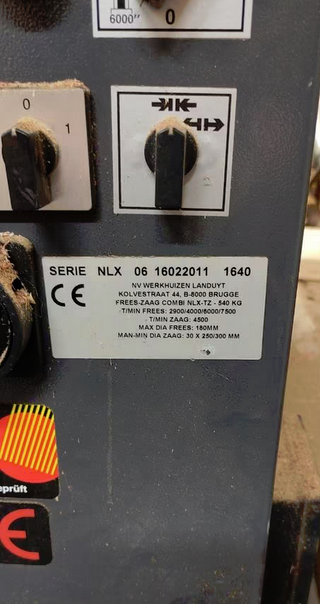 6000"
0
0
1
SERIE NLX 06 16022011 1640
CE
NV WERKHUIZEN LANDUYT
KOLVESTRAAT 44, B-8000 BRUGGE
FREES-ZAAG COMBI NLX-TZ - 540 KG
T/MIN FREES: 2900/4000/6000/7500
T/MIN ZAAG: 4500
MAX DIA FREES: 180MM
MAN-MIN DIA ZAAG: 30 X 250/300 MM
eprüft
CE